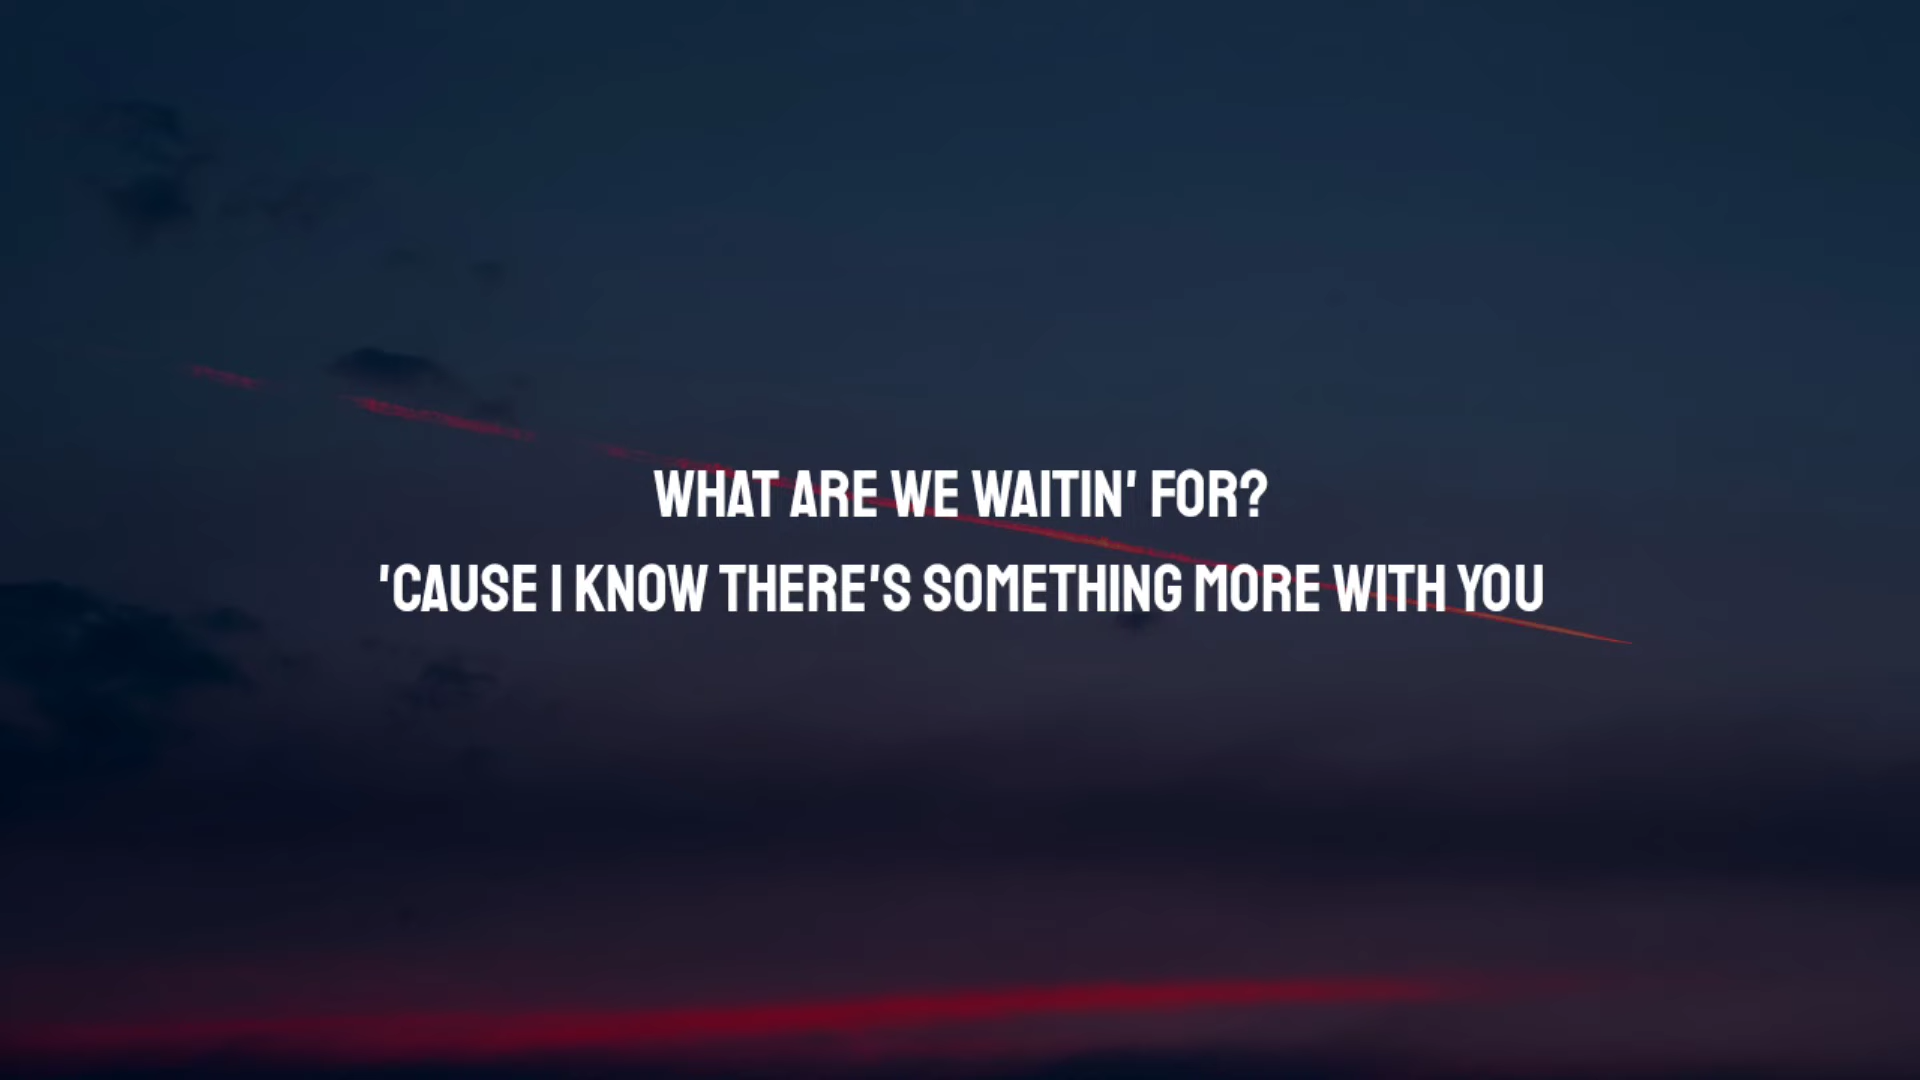 WHAT ARE WE WAITIN' FOR?
'CAUSE I KNOW THERE'S SOMETHING MORE WITH YOU